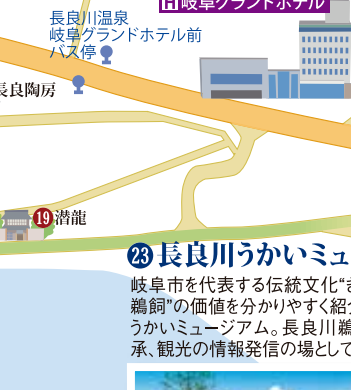 H 岐阜グランドホテル
長良川温泉
岐阜グランドホテル前
バス停
長良陶房
19 潜龍
23 長良川うかいミュ
岐阜市を代表する伝統文化“
鵜飼”の価値を分かりやすく紹
うかいミュージアム。長良川鵜
承、観光の情報発信の場として